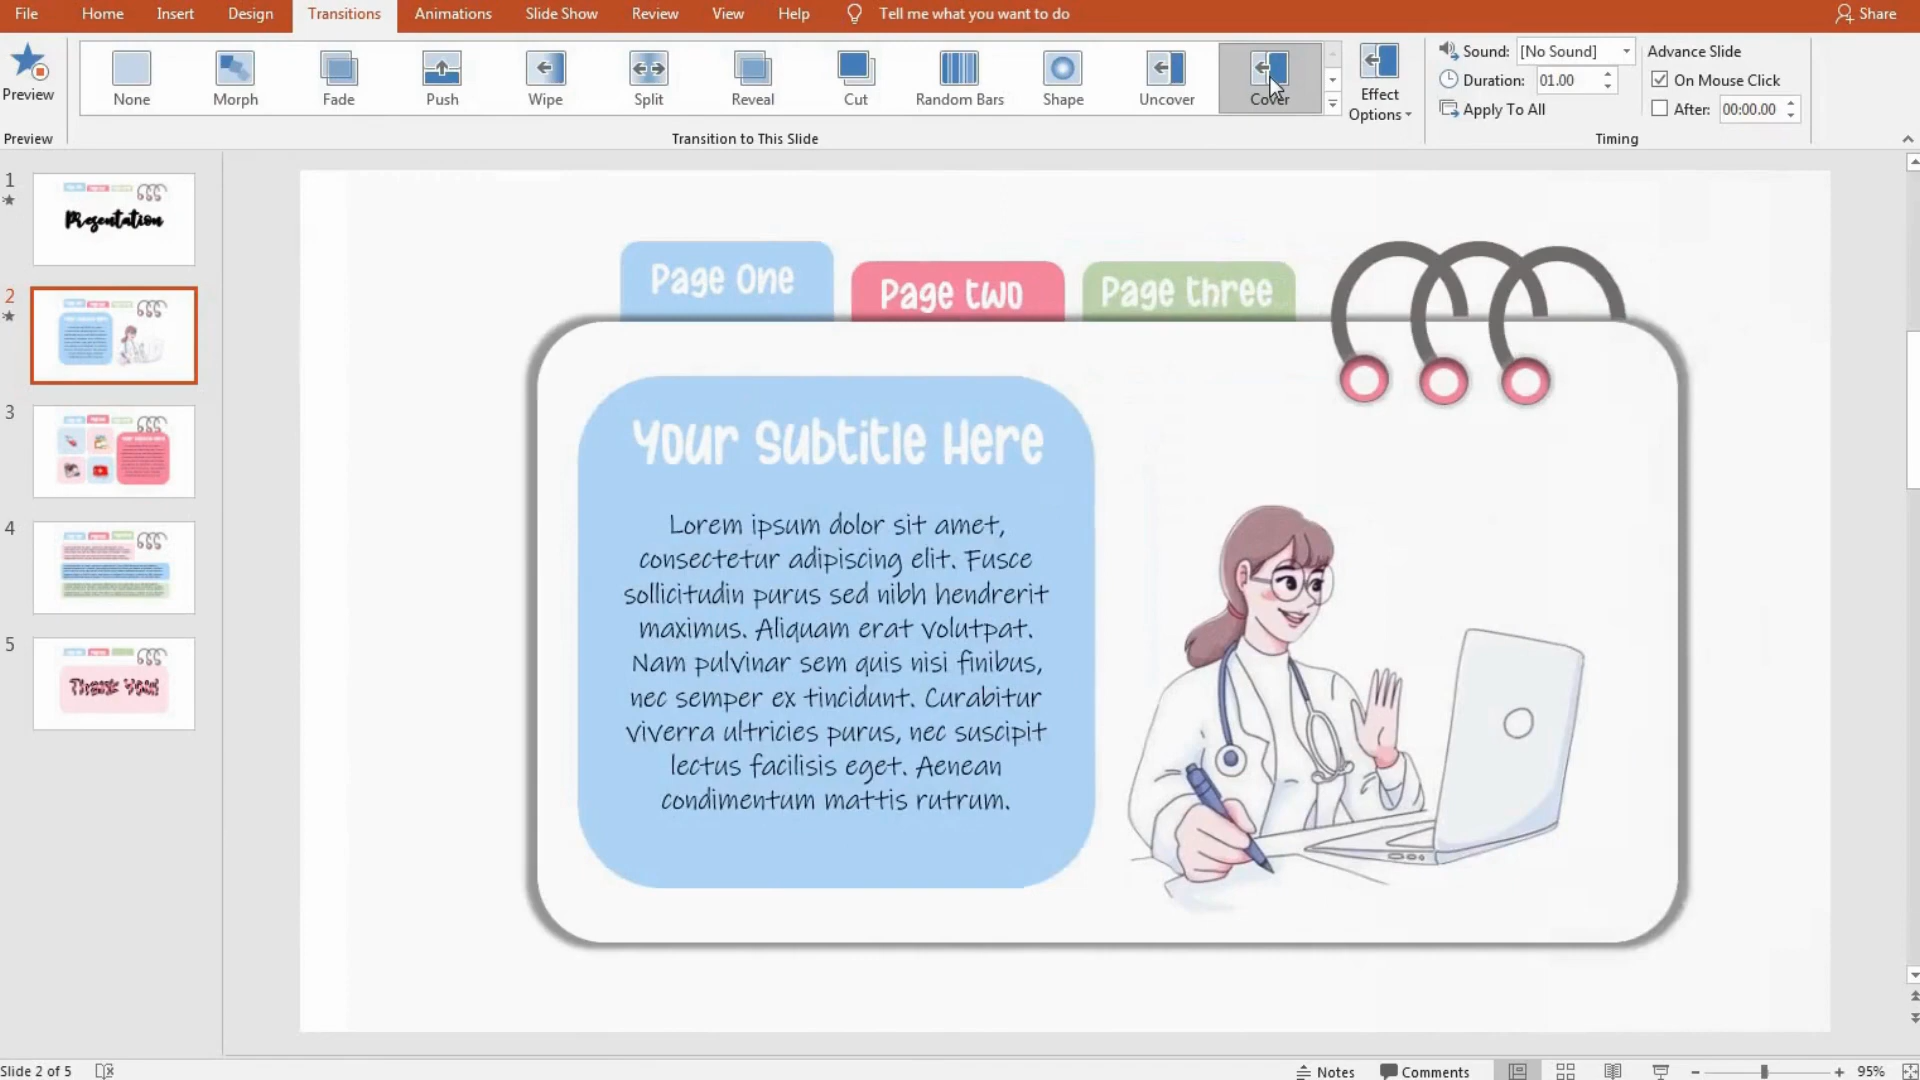 File Home Insert Design Transitions Animations Slide Show Review View Help Tell me what you want to do Share
Preview
None Morph Fade Push Wipe Split Reveal Cut Random Bars Shape Uncover Cover
Effect
Options
Sound: [No Sound]
Duration: 01.00
Apply To All
Advance Slide
On Mouse Click
After: 00:00.00
Preview
Transition to This Slide
Timing
1
Presentation
2
3
4
5
Thank You!
Page One
Page two
Page three
Your Subtitle Here
Lorem ipsum dolor sit amet,
consectetur adipiscing elit. Fusce
sollicitudin purus sed nibh hendrerit
maximus. Aliquam erat volutpat.
Nam pulvinar sem quis nisi finibus,
nec semper ex tincidunt. Curabitur
viverra ultricies purus, nec suscipit
lectus facilisis eget. Aenean
condimentum mattis rutrum.
Slide 2 of 5
Notes
Comments
95%